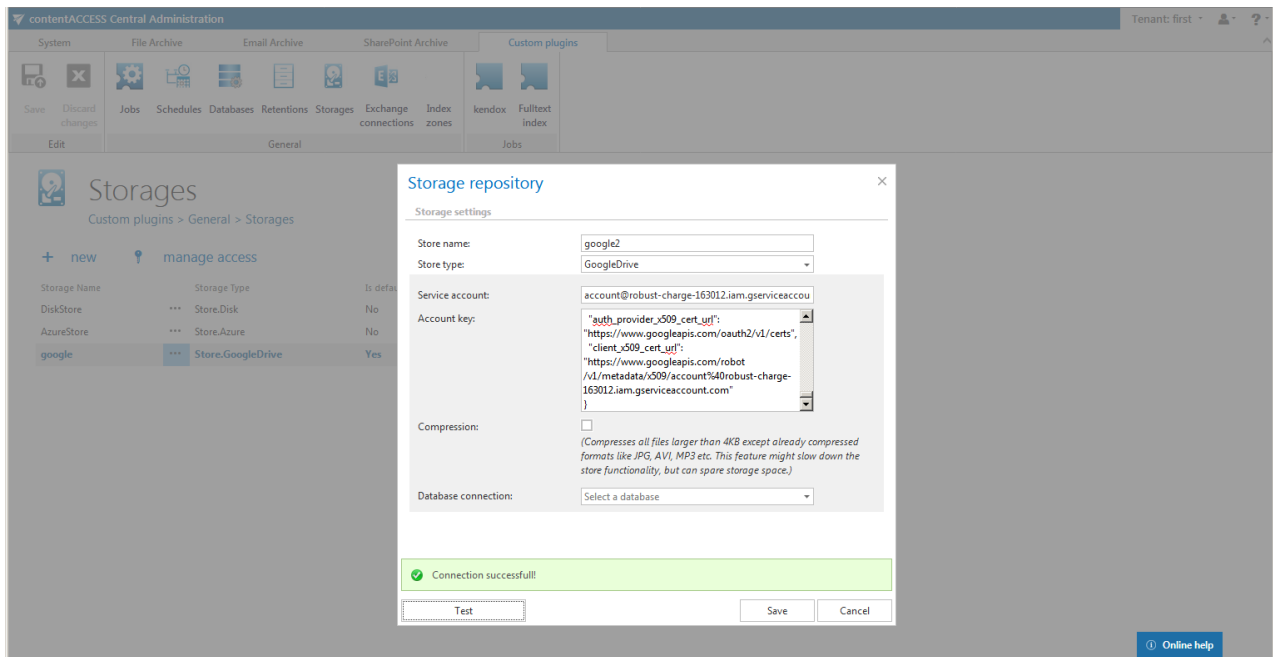 contentACCESS Central Administration
Tenant: first
?
System
File Archive
Email Archive
SharePoint Archive
Custom plugins
Save
Discard
changes
Jobs
Schedules
Databases
Retentions
Storages
Exchange
connections
Index
zones
kendox
Fulltext
index
Edit
General
Jobs
Storages
Custom plugins > General > Storages
+ new
manage access
Storage Name
Storage Type
Is defau
DiskStore
Store.Disk
No
AzureStore
Store.Azure
No
google
Store.GoogleDrive
Yes
Storage repository
Storage settings
Store name:
google2
Store type:
GoogleDrive
Service account:
account@robust-charge-163012.iam.gserviceaccou
Account key:
"auth_provider_x509_cert_url":
"https://www.googleapis.com/oauth2/v1/certs",
"client_x509_cert_url":
"https://www.googleapis.com/robot
/v1/metadata/x509/account%40robust-charge-
163012.iam.gserviceaccount.com"
}
Compression:
(Compresses all files larger than 4KB except already compressed
formats like JPG, AVI, MP3 etc. This feature might slow down the
store functionality, but can spare storage space.)
Database connection:
Select a database
Connection successfull!
Test
Save
Cancel
Online help